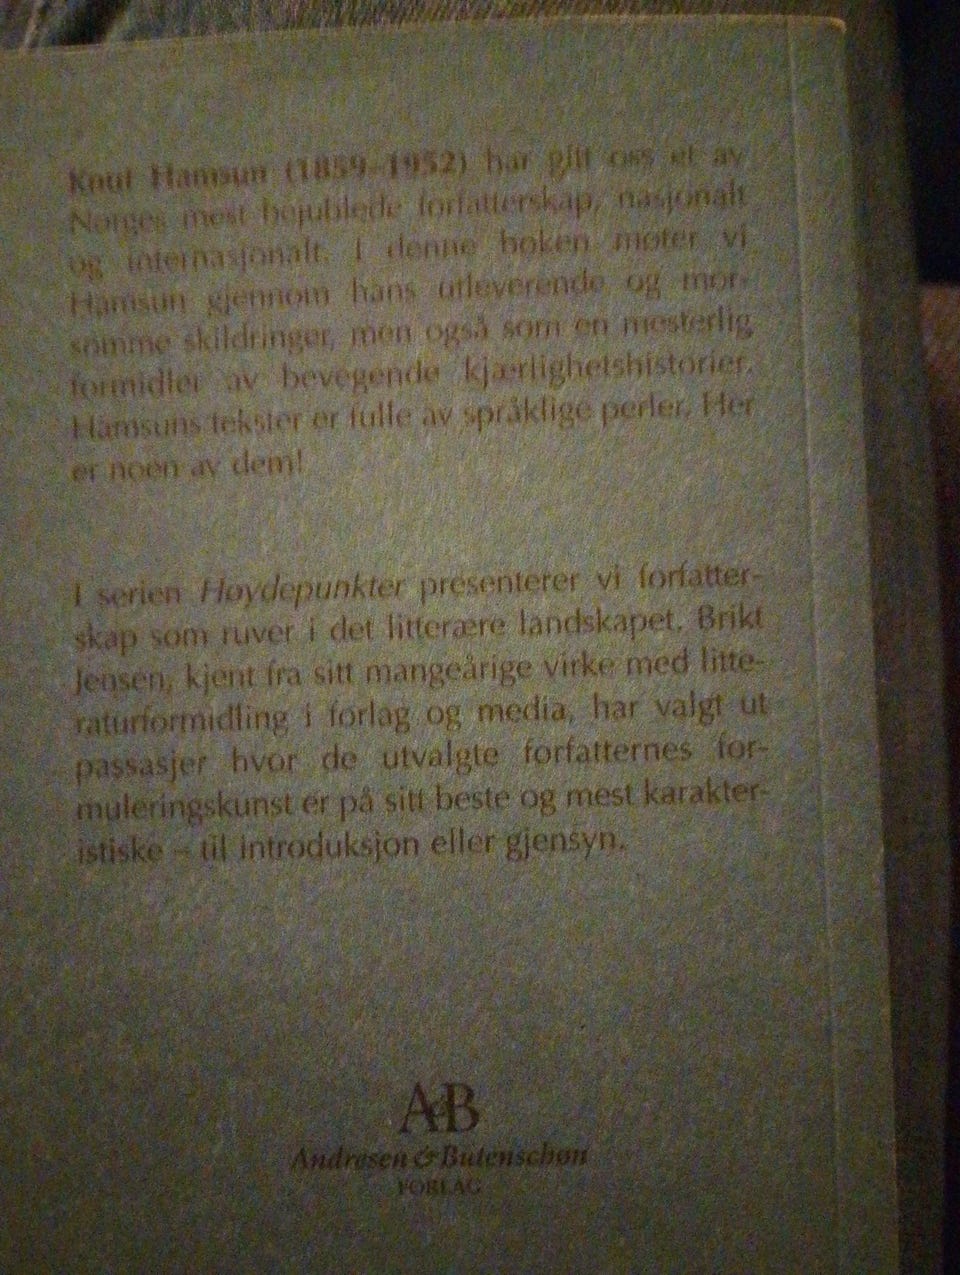 Knut Hamsun (1859–1952) har gitt oss et av
Norges mest bejublede forfatterskap, nasjonalt
og internasjonalt. I denne boken møter vi
Hamsun gjennom hans utleverende og mor-
somme skildringer, men også som en mesterlig
formidler av bevegende kjærlighetshistorier.
Hamsuns tekster er fulle av språklige perler. Her
er noen av dem!
I serien Høydepunkter presenterer vi forfatter-
skap som ruver i det litterære landskapet. Brikt
Jensen, kjent fra sitt mangeårige virke med litte-
raturformidling i forlag og media, har valgt ut
passasjer hvor de utvalgte forfatternes for-
muleringskunst er på sitt beste og mest karakter-
istiske – til introduksjon eller gjensyn.
A&B
Andresen & Butenschøn
FORLAG